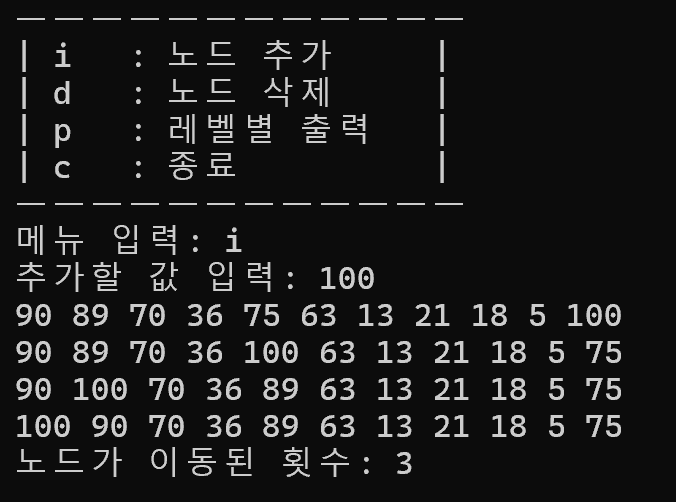 ————————————
| i : 노드 추가 |
| d : 노드 삭제 |
| p : 레벨별 출력 |
| c : 종료 |
————————————
메뉴 입력: i
추가할 값 입력: 100
90 89 70 36 75 63 13 21 18 5 100
90 89 70 36 100 63 13 21 18 5 75
90 100 70 36 89 63 13 21 18 5 75
100 90 70 36 89 63 13 21 18 5 75
노드가 이동된 횟수: 3